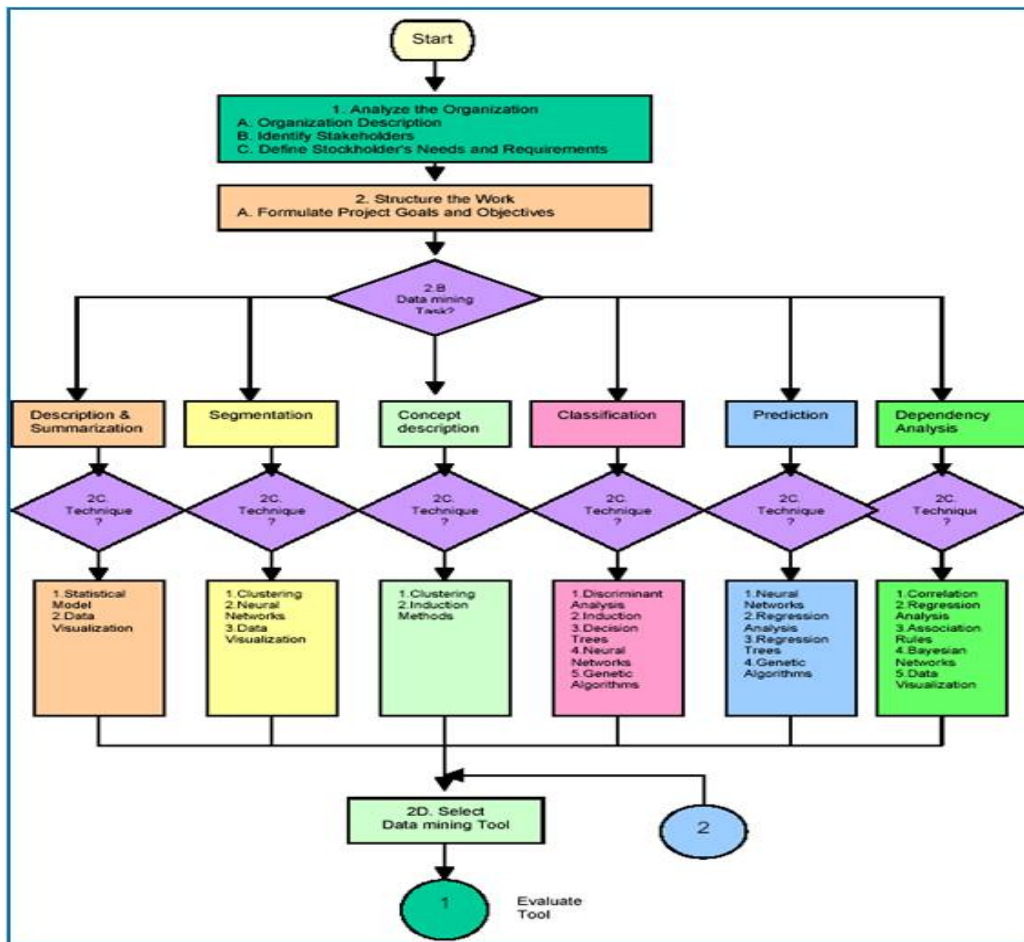 Start
1. Analyze the Organization
A. Organization Description
B. Identify Stakeholders
C. Define Stockholder's Needs and Requirements
2. Structure the Work
A. Formulate Project Goals and Objectives
2.B
Data mining
Task?
Description &
Summarization
Segmentation
Concept
description
Classification
Prediction
Dependency
Analysis
2C.
Technique
?
2C.
Technique
?
2C.
Technique
?
2C.
Technique
?
2C.
Technique
?
2C.
Technique
?
1.Statistical
Model
2.Data
Visualization
1.Clustering
2.Neural
Networks
3.Data
Visualization
1.Clustering
2.Induction
Methods
1.Discriminant
Analysis
2.Induction
3.Decision
Trees
4.Neural
Networks
5.Genetic
Algorithms
1.Neural
Networks
2.Regression
Analysis
3.Regression
Trees
4.Genetic
Algorithms
1.Correlation
2.Regression
Analysis
3.Association
Rules
4.Bayesian
Networks
5.Data
Visualization
2D. Select
Data mining Tool
2
1
Evaluate
Tool